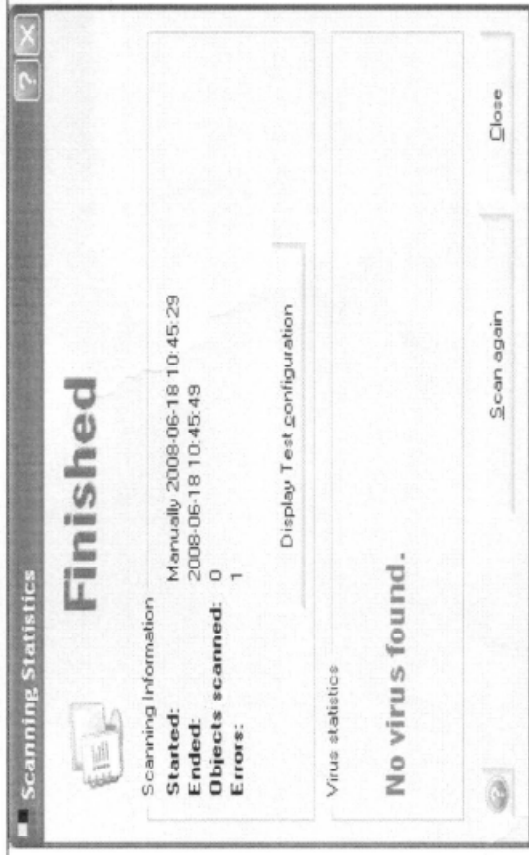 Scanning Statistics
? X
Finished
Scanning Information
Started: Manually 2008-06-18 10:45:29
Ended: 2008-06-18 10:45:49
Objects scanned: 0
Errors: 1
Display Test configuration
Virus statistics
No virus found.
?
Scan again
Close